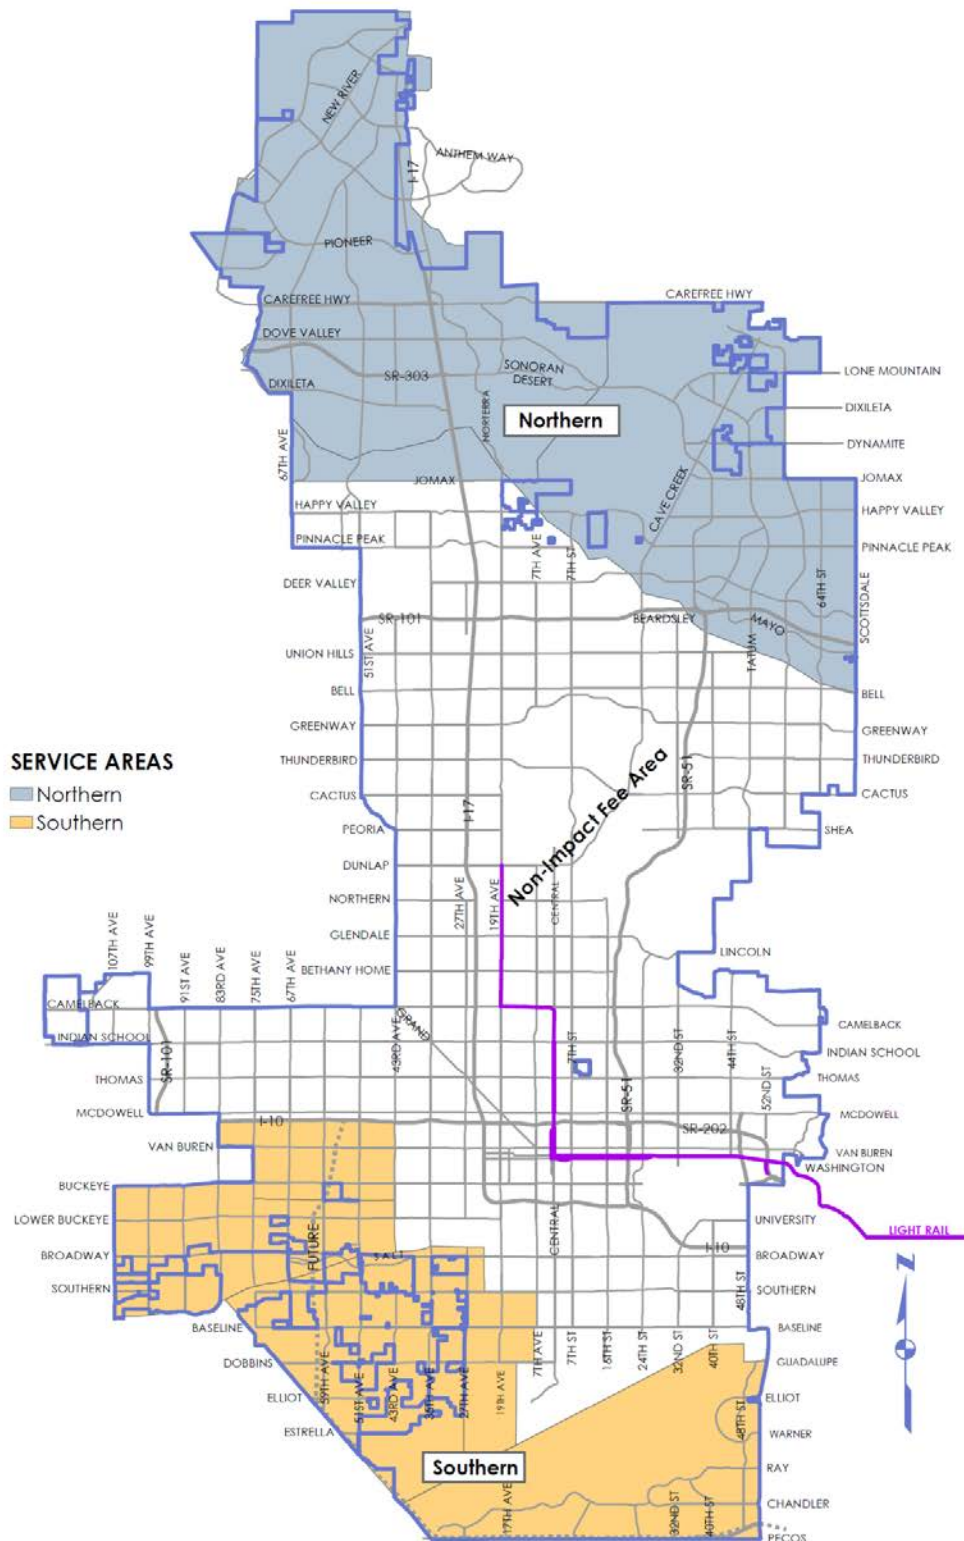 NEW RIVER
ANTHEM WAY
I-17
PIONEER
CAREFREE HWY
CAREFREE HWY
DOVE VALLEY
SONORAN
DESERT
SR-303
LONE MOUNTAIN
DIXILETA
NORTERRA
DIXILETA
Northern
DYNAMITE
67TH AVE
JOMAX
JOMAX
CAVE CREEK
HAPPY VALLEY
HAPPY VALLEY
PINNACLE PEAK
7TH AVE
7TH ST
PINNACLE PEAK
DEER VALLEY
64TH ST
SCOTTSDALE
SR-101
BEARDSLEY
MAYO
51ST AVE
UNION HILLS
TATUM
BELL
BELL
GREENWAY
GREENWAY
SERVICE AREAS
Northern
Southern
THUNDERBIRD
THUNDERBIRD
SR-51
CACTUS
CACTUS
I-17
Non-Impact Fee Area
PEORIA
SHEA
DUNLAP
27TH AVE
19TH AVE
CENTRAL
NORTHERN
GLENDALE
LINCOLN
107TH AVE
99TH AVE
91ST AVE
83RD AVE
75TH AVE
67TH AVE
BETHANY HOME
CAMELBACK
GRAND
CAMELBACK
INDIAN SCHOOL
SR-101
43RD AVE
7TH ST
SR-51
32ND ST
44TH ST
INDIAN SCHOOL
THOMAS
52ND ST
THOMAS
MCDOWELL
I-10
SR-202
MCDOWELL
VAN BUREN
VAN BUREN
WASHINGTON
BUCKEYE
LOWER BUCKEYE
FUTURE
CENTRAL
UNIVERSITY
LIGHT RAIL
BROADWAY
SALT
I-10
BROADWAY
SOUTHERN
48TH ST
SOUTHERN
N
BASELINE
7TH AVE
7TH ST
16TH ST
24TH ST
32ND ST
40TH ST
BASELINE
DOBBINS
GUADALUPE
ELLIOT
59TH AVE
51ST AVE
43RD AVE
35TH AVE
27TH AVE
19TH AVE
ELLIOT
ESTRELLA
48TH ST
WARNER
Southern
RAY
17TH AVE
32ND ST
40TH ST
CHANDLER
PECOS